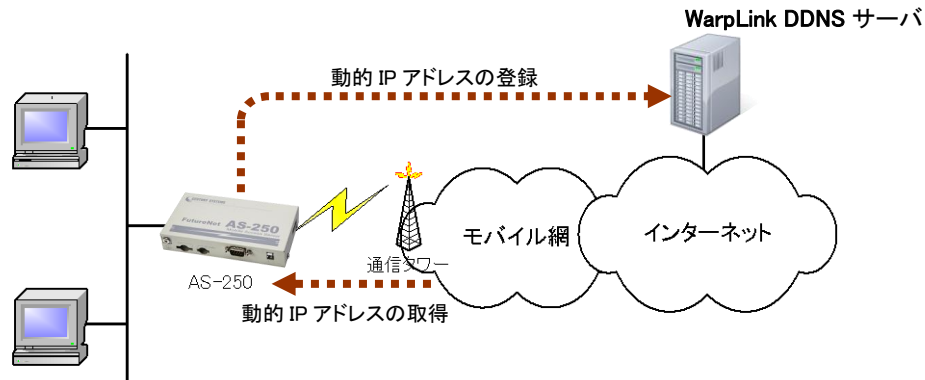 WarpLink DDNS サーバ
動的 IP アドレスの登録
FutureNet AS-250
モバイル網
インターネット
通信タワー
AS-250
動的 IP アドレスの取得